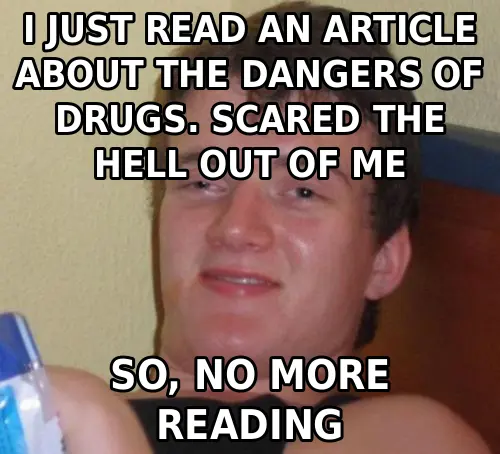 I JUST READ AN ARTICLE
ABOUT THE DANGERS OF
DRUGS. SCARED THE
HELL OUT OF ME
SO, NO MORE
READING